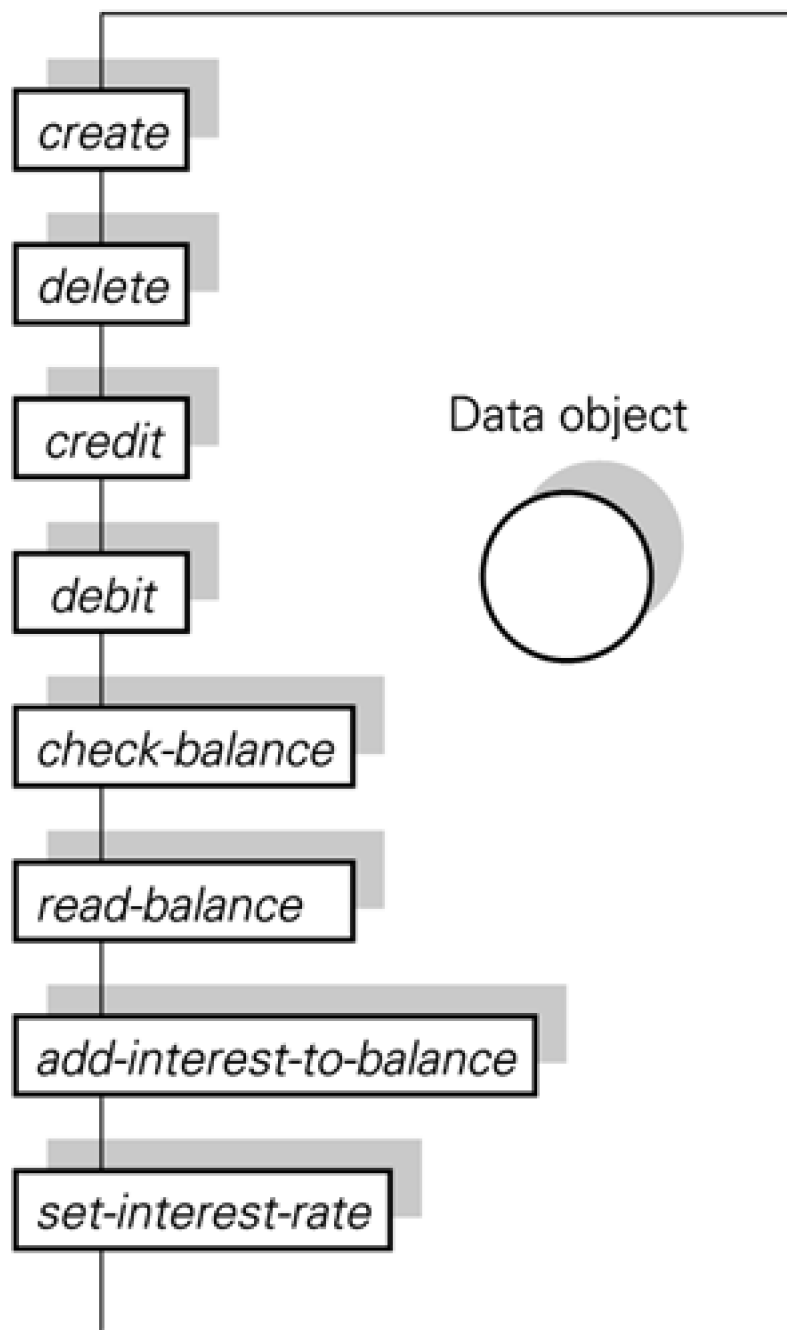 create
delete
credit
Data object
debit
check-balance
read-balance
add-interest-to-balance
set-interest-rate